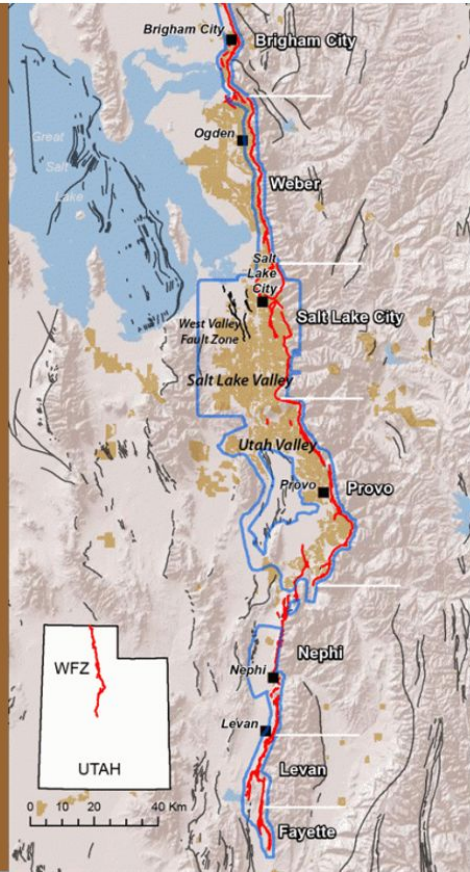 Brigham City
Brigham City
Ogden
Great
Salt
Lake
Weber
Salt
Lake
City
Salt Lake City
West Valley
Fault Zone
Salt Lake Valley
Utah Valley
Provo
Provo
Nephi
WFZ
Nephi
Levan
UTAH
Levan
0 10 20 40 Km
Fayette